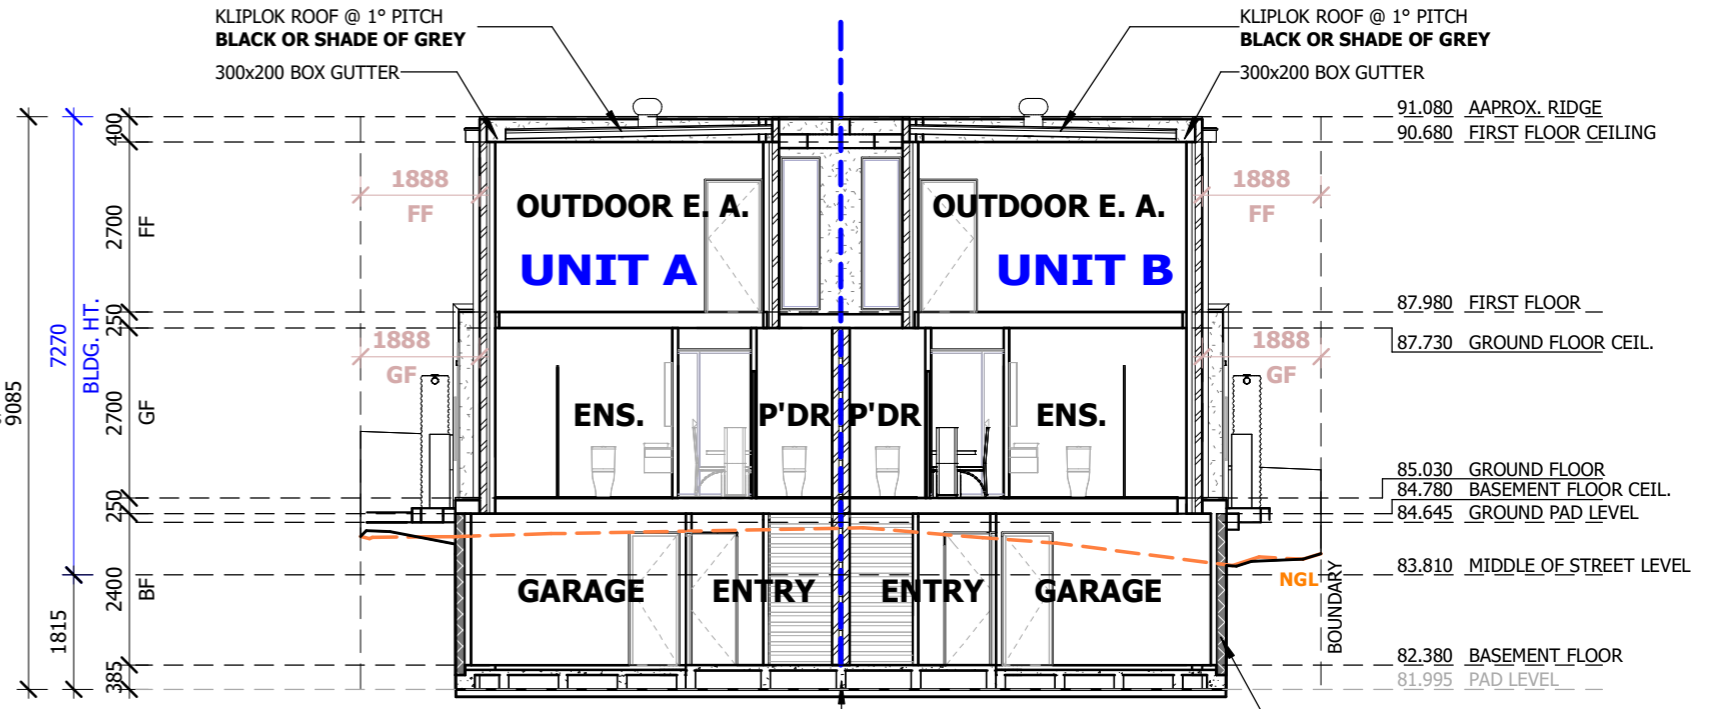 KLIPLOK ROOF @ 1° PITCH
BLACK OR SHADE OF GREY
300x200 BOX GUTTER
KLIPLOK ROOF @ 1° PITCH
BLACK OR SHADE OF GREY
300x200 BOX GUTTER
91.080 AAPROX. RIDGE
90.680 FIRST FLOOR CEILING
400
1888
FF
1888
FF
2700
FF
OUTDOOR E. A.
OUTDOOR E. A.
UNIT A
UNIT B
87.980 FIRST FLOOR
250
87.730 GROUND FLOOR CEIL.
7270
BLDG. HT.
9085
1888
GF
1888
GF
2700
GF
ENS.
P'DR
P'DR
ENS.
85.030 GROUND FLOOR
84.780 BASEMENT FLOOR CEIL.
84.645 GROUND PAD LEVEL
250
83.810 MIDDLE OF STREET LEVEL
NGL
BOUNDARY
2400
BF
GARAGE
ENTRY
ENTRY
GARAGE
1815
82.380 BASEMENT FLOOR
81.995 PAD LEVEL
385